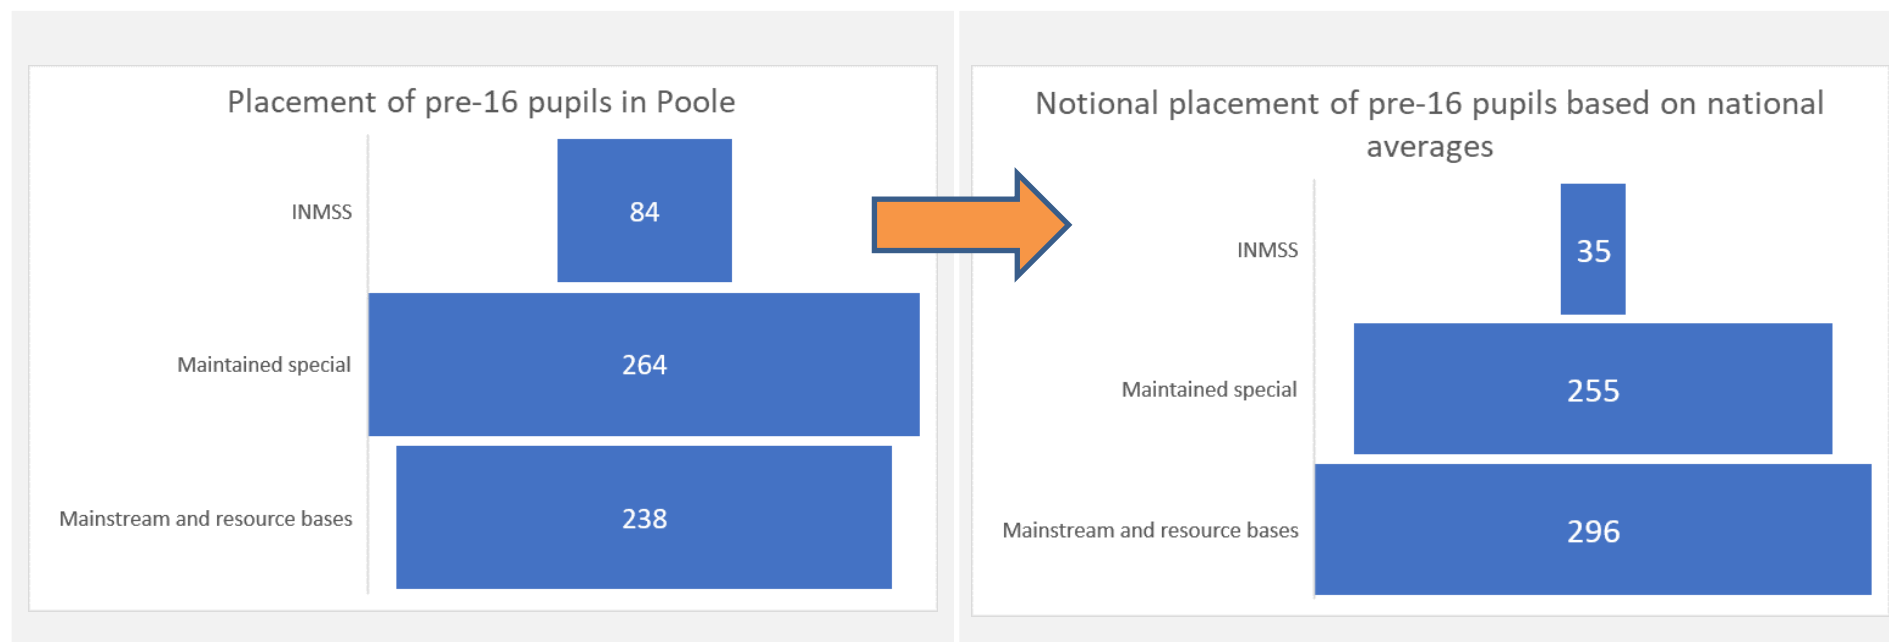 Placement of pre-16 pupils in Poole
INMSS
84
Maintained special
264
Mainstream and resource bases
238
Notional placement of pre-16 pupils based on national
averages
INMSS
35
Maintained special
255
Mainstream and resource bases
296